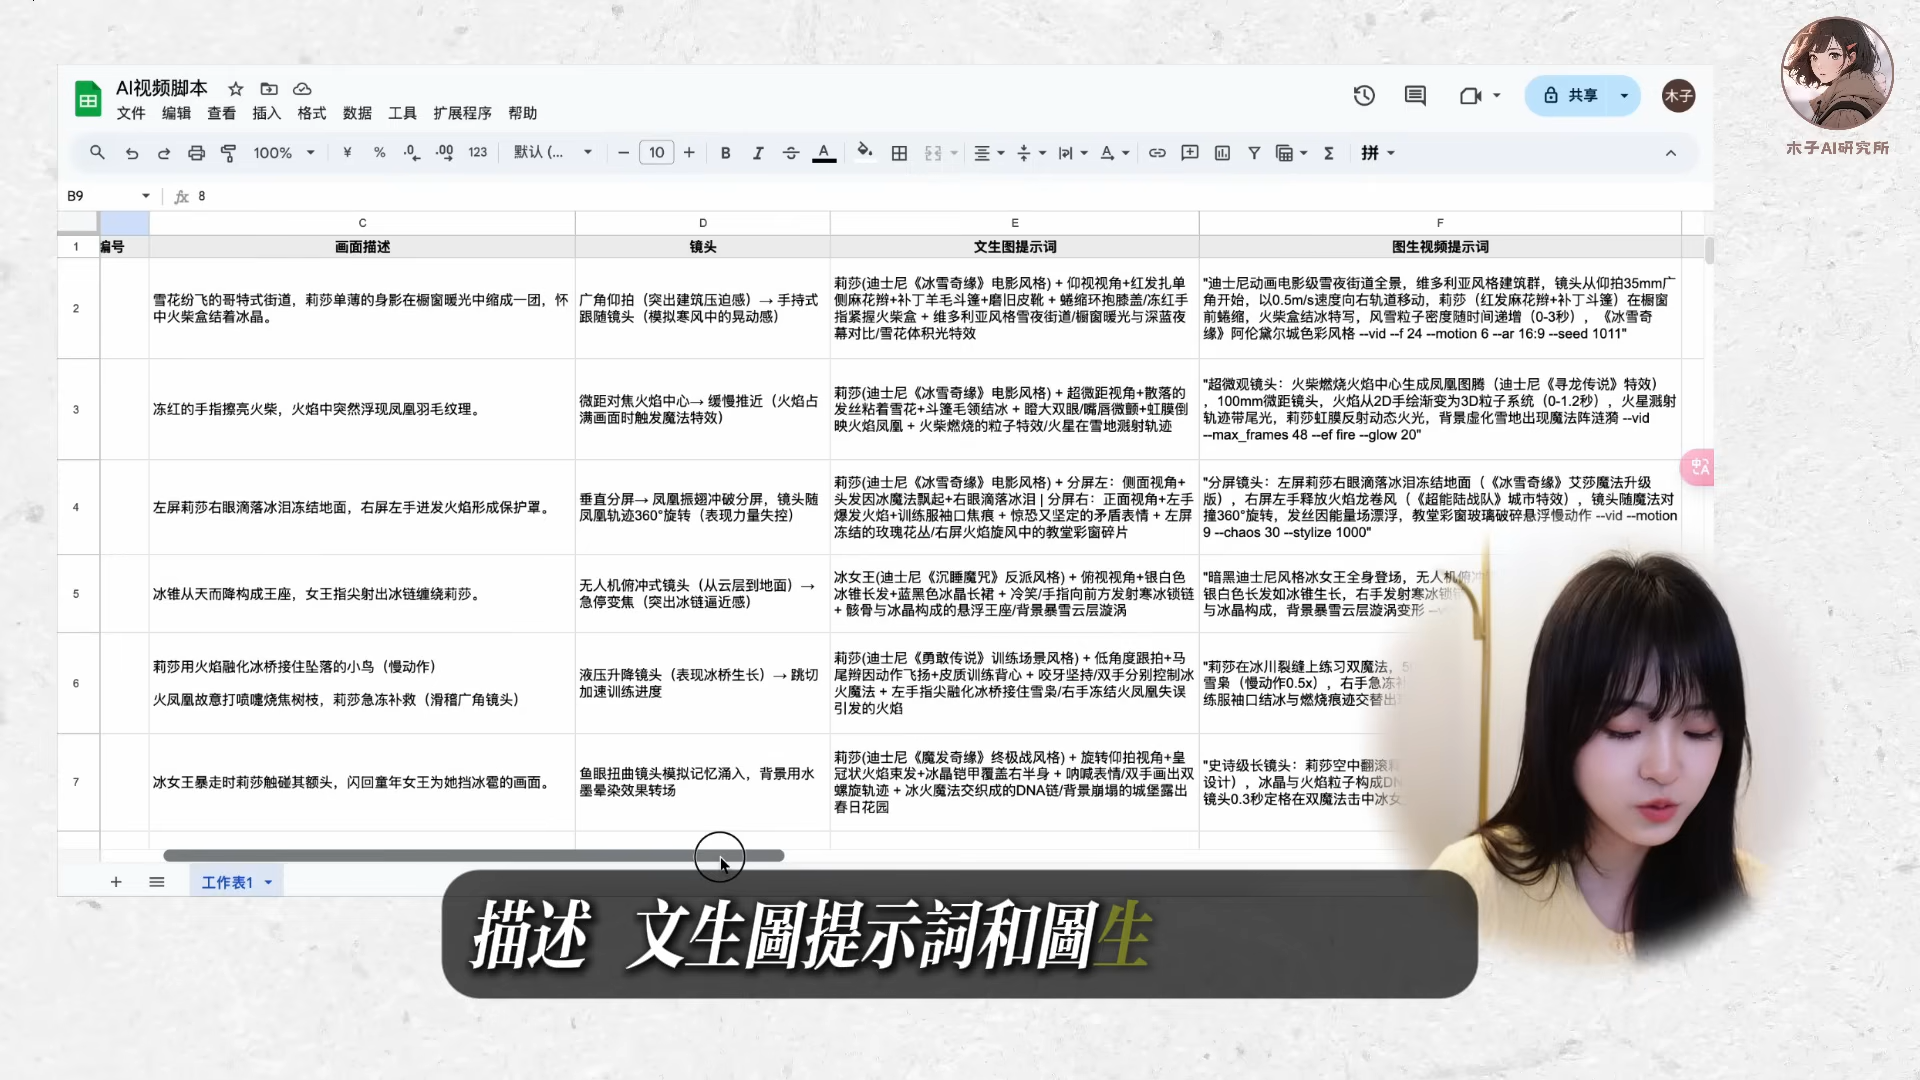 AI视频脚本
文件 编辑 查看 插入 格式 数据 工具 扩展程序 帮助
共享
木子
木子AI研究所
100% ¥ % .0 .00 123 默认 (... 10 B I A 拼
B9 fx 8
C D E F
1 编号 画面描述 镜头 文生图提示词 图生视频提示词
2
雪花纷飞的哥特式街道，莉莎单薄的身影在橱窗暖光中缩成一团，怀
中火柴盒结着冰晶。
广角仰拍（突出建筑压迫感）→ 手持式
跟随镜头（模拟寒风中的晃动感）
莉莎(迪士尼《冰雪奇缘》电影风格) + 仰视视角+红发扎单
侧麻花辫+补丁羊毛斗篷+磨旧皮靴 + 蜷缩环抱膝盖/冻红手
指紧握火柴盒 + 维多利亚风格雪夜街道/橱窗暖光与深蓝夜
幕对比/雪花体积光特效
"迪士尼动画电影级雪夜街道全景，维多利亚风格建筑群，镜头从仰拍35mm广
角开始，以0.5m/s速度向右轨道移动，莉莎（红发麻花辫+补丁斗篷）在橱窗
前蜷缩，火柴盒结冰特写，风雪粒子密度随时间递增（0-3秒），《冰雪奇
缘》阿伦黛尔城色彩风格 --vid --f 24 --motion 6 --ar 16:9 --seed 1011"
3
冻红的手指擦亮火柴，火焰中突然浮现凤凰羽毛纹理。
微距对焦火焰中心→ 缓慢推近（火焰占
满画面时触发魔法特效）
莉莎(迪士尼《冰雪奇缘》电影风格) + 超微距视角+散落的
发丝粘着雪花+斗篷毛领结冰 + 瞪大双眼/嘴唇微颤+虹膜倒
映火焰凤凰 + 火柴燃烧的粒子特效/火星在雪地溅射轨迹
"超微观镜头：火柴燃烧火焰中心生成凤凰图腾（迪士尼《寻龙传说》特效）
，100mm微距镜头，火焰从2D手绘渐变为3D粒子系统（0-1.2秒），火星溅射
轨迹带尾光，莉莎虹膜反射动态火光，背景虚化雪地出现魔法阵涟漪 --vid
--max_frames 48 --ef fire --glow 20"
4
左屏莉莎右眼滴落冰泪冻结地面，右屏左手迸发火焰形成保护罩。
垂直分屏→ 凤凰振翅冲破分屏，镜头随
凤凰轨迹360°旋转（表现力量失控）
莉莎(迪士尼《冰雪奇缘》电影风格) + 分屏左：侧面视角+
头发因冰魔法飘起+右眼滴落冰泪 | 分屏右：正面视角+左手
爆发火焰+训练服袖口焦痕 + 惊恐又坚定的矛盾表情 + 左屏
冻结的玫瑰花丛/右屏火焰旋风中的教堂彩窗碎片
"分屏镜头：左屏莉莎右眼滴落冰泪冻结地面（《冰雪奇缘》艾莎魔法升级
版），右屏左手释放火焰龙卷风（《超能陆战队》城市特效），镜头随魔法对
撞360°旋转，发丝因能量场漂浮，教堂彩窗玻璃破碎悬浮慢动作 --vid --motion
9 --chaos 30 --stylize 1000"
5
冰锥从天而降构成王座，女王指尖射出冰链缠绕莉莎。
无人机俯冲式镜头（从云层到地面）→
急停变焦（突出冰链逼近感）
冰女王(迪士尼《沉睡魔咒》反派风格) + 俯视视角+银白色
冰锥长发+蓝黑色冰晶长裙 + 冷笑/手指向前方发射寒冰锁链
+ 骸骨与冰晶构成的悬浮王座/背景暴雪云层漩涡
"暗黑迪士尼风格冰女王全身登场，无人机俯冲
银白色长发如冰锥生长，右手发射寒冰锁链
与冰晶构成，背景暴雪云层漩涡变形
6
莉莎用火焰融化冰桥接住坠落的小鸟（慢动作）
火凤凰故意打喷嚏烧焦树枝，莉莎急冻补救（滑稽广角镜头）
液压升降镜头（表现冰桥生长）→ 跳切
加速训练进度
莉莎(迪士尼《勇敢传说》训练场景风格) + 低角度跟拍+马
尾辫因动作飞扬+皮质训练背心 + 咬牙坚持/双手分别控制冰
火魔法 + 左手指尖融化冰桥接住雪枭/右手冻结火凤凰失误
引发的火焰
"莉莎在冰川裂缝上练习双魔法，
雪枭（慢动作0.5x），右手急冻
练服袖口结冰与燃烧痕迹交替出
7
冰女王暴走时莉莎触碰其额头，闪回童年女王为她挡冰雹的画面。
鱼眼扭曲镜头模拟记忆涌入，背景用水
墨晕染效果转场
莉莎(迪士尼《魔发奇缘》终极战风格) + 旋转仰拍视角+皇
冠状火焰束发+冰晶铠甲覆盖右半身 + 呐喊表情/双手画出双
螺旋轨迹 + 冰火魔法交织成的DNA链/背景崩塌的城堡露出
春日花园
"史诗级长镜头：莉莎空中翻滚
设计），冰晶与火焰粒子构成DN
镜头0.3秒定格在双魔法击中冰女
工作表1
描述 文生圖提示詞和圖生